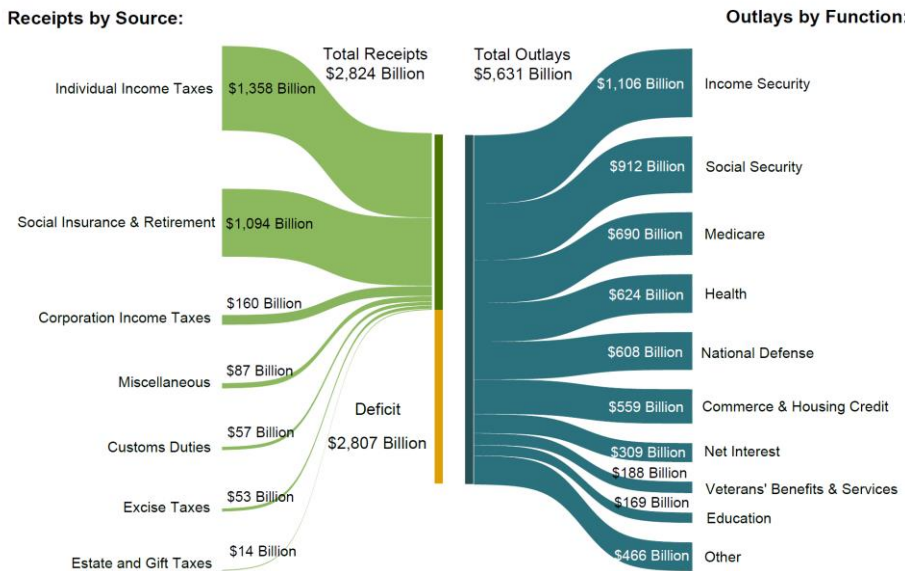 Receipts by Source:
Outlays by Function:
Total Receipts
$2,824 Billion
Total Outlays
$5,631 Billion
Individual Income Taxes
$1,358 Billion
Social Insurance & Retirement
$1,094 Billion
Corporation Income Taxes
$160 Billion
Miscellaneous
$87 Billion
Customs Duties
$57 Billion
Excise Taxes
$53 Billion
Estate and Gift Taxes
$14 Billion
Deficit
$2,807 Billion
$1,106 Billion
Income Security
$912 Billion
Social Security
$690 Billion
Medicare
$624 Billion
Health
$608 Billion
National Defense
$559 Billion
Commerce & Housing Credit
$309 Billion
Net Interest
$188 Billion
Veterans' Benefits & Services
$169 Billion
Education
$466 Billion
Other